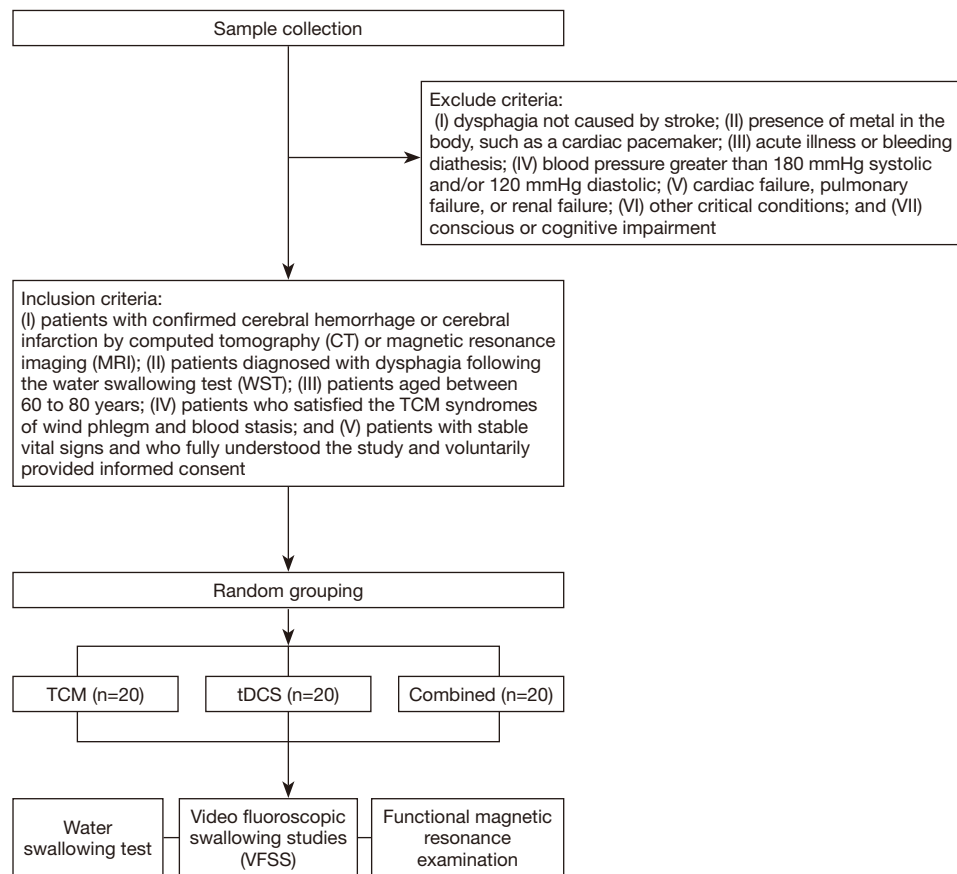 Sample collection
Exclude criteria:
(I) dysphagia not caused by stroke; (II) presence of metal in the
body, such as a cardiac pacemaker; (III) acute illness or bleeding
diathesis; (IV) blood pressure greater than 180 mmHg systolic
and/or 120 mmHg diastolic; (V) cardiac failure, pulmonary
failure, or renal failure; (VI) other critical conditions; and (VII)
conscious or cognitive impairment
Inclusion criteria:
(I) patients with confirmed cerebral hemorrhage or cerebral
infarction by computed tomography (CT) or magnetic resonance
imaging (MRI); (II) patients diagnosed with dysphagia following
the water swallowing test (WST); (III) patients aged between
60 to 80 years; (IV) patients who satisfied the TCM syndromes
of wind phlegm and blood stasis; and (V) patients with stable
vital signs and who fully understood the study and voluntarily
provided informed consent
Random grouping
TCM (n=20)
tDCS (n=20)
Combined (n=20)
Water
swallowing test
Video fluoroscopic
swallowing studies
(VFSS)
Functional magnetic
resonance
examination